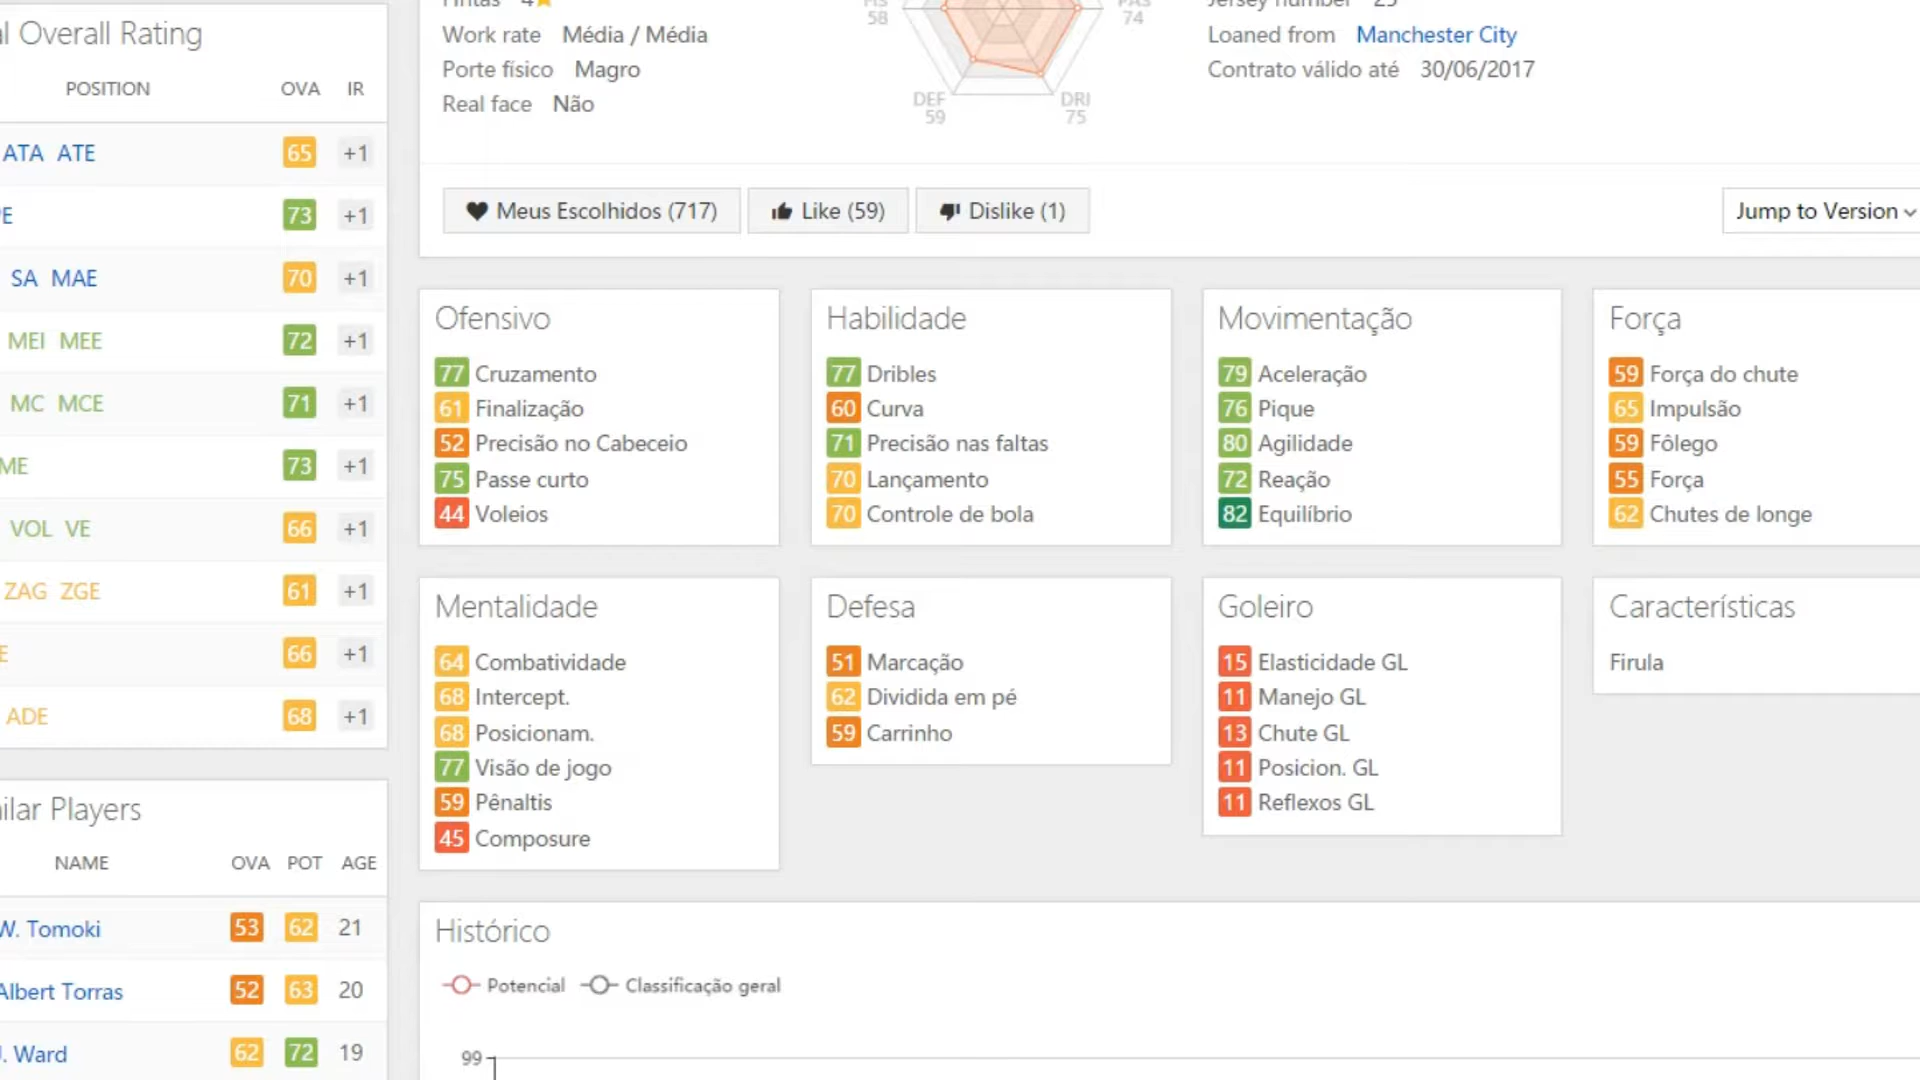 Overall Rating
POSITION OVA IR
ATA ATE 65 +1
73 +1
SA MAE 70 +1
MEI MEE 72 +1
MC MCE 71 +1
ME 73 +1
VOL VE 66 +1
ZAG ZGE 61 +1
66 +1
ADE 68 +1
Players
NAME OVA POT AGE
W. Tomoki 53 62 21
Albert Torras 52 63 20
J. Ward 62 72 19
Work rate Média / Média
Porte físico Magro
Real face Não
58
PAS
74
DEF
59
DRI
75
Jersey number
Loaned from Manchester City
Contrato válido até 30/06/2017
Meus Escolhidos (717) Like (59) Dislike (1) Jump to Version
Ofensivo
77 Cruzamento
61 Finalização
52 Precisão no Cabeceio
75 Passe curto
44 Voleios
Habilidade
77 Dribles
60 Curva
71 Precisão nas faltas
70 Lançamento
70 Controle de bola
Movimentação
79 Aceleração
76 Pique
80 Agilidade
72 Reação
82 Equilíbrio
Força
59 Força do chute
65 Impulsão
59 Fôlego
55 Força
62 Chutes de longe
Mentalidade
64 Combatividade
68 Intercept.
68 Posicionam.
77 Visão de jogo
59 Pênaltis
45 Composure
Defesa
51 Marcação
62 Dividida em pé
59 Carrinho
Goleiro
15 Elasticidade GL
11 Manejo GL
13 Chute GL
11 Posicion. GL
11 Reflexos GL
Características
Firula
Histórico
Potencial Classificação geral
99